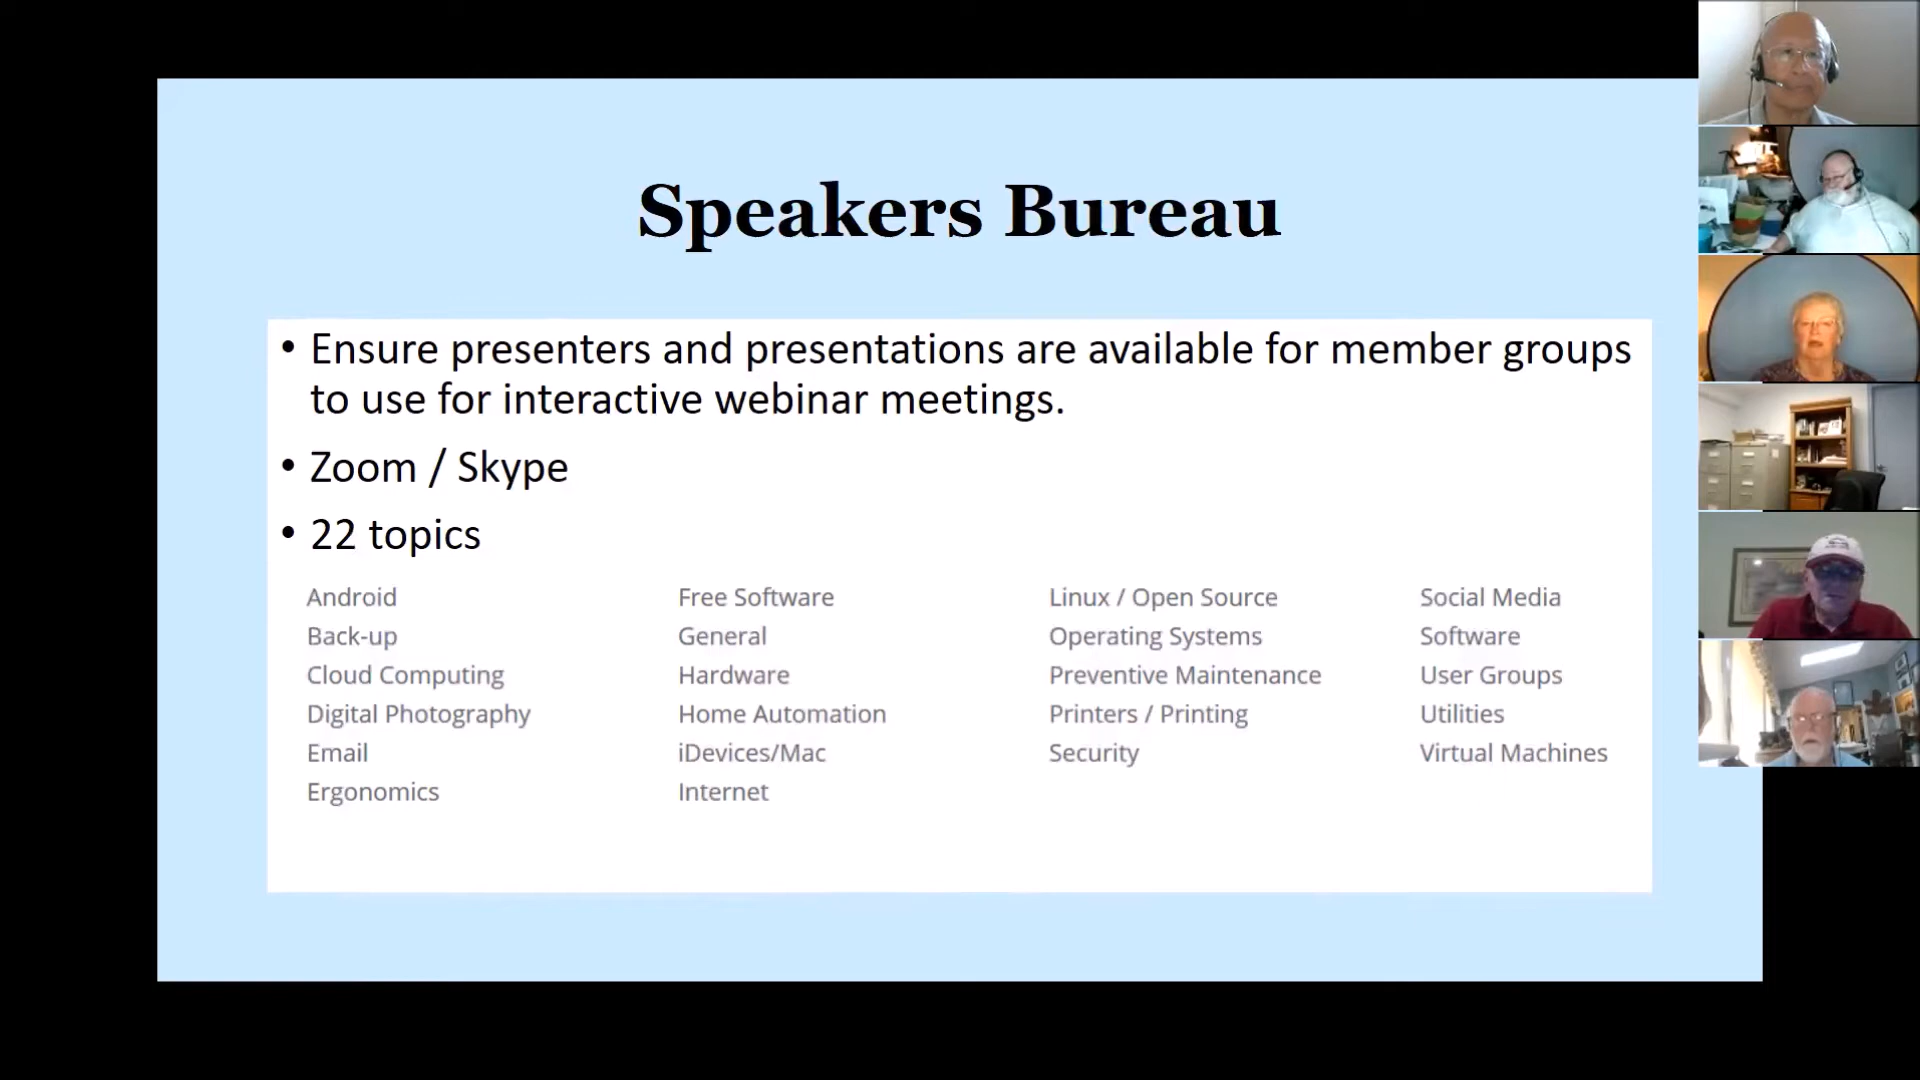 Speakers Bureau
• Ensure presenters and presentations are available for member groups
to use for interactive webinar meetings.
• Zoom / Skype
• 22 topics
Android
Back-up
Cloud Computing
Digital Photography
Email
Ergonomics
Free Software
General
Hardware
Home Automation
iDevices/Mac
Internet
Linux / Open Source
Operating Systems
Preventive Maintenance
Printers / Printing
Security
Social Media
Software
User Groups
Utilities
Virtual Machines